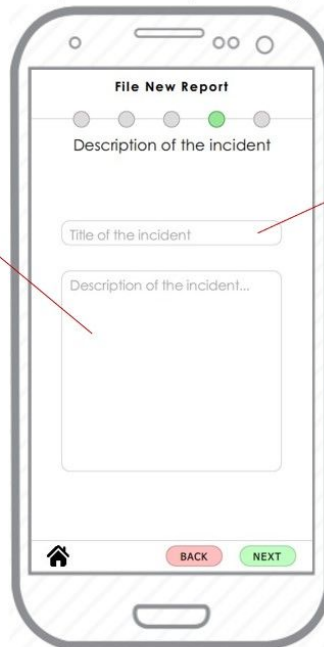 File New Report
Description of the incident
Title of the incident
Description of the incident...
BACK NEXT